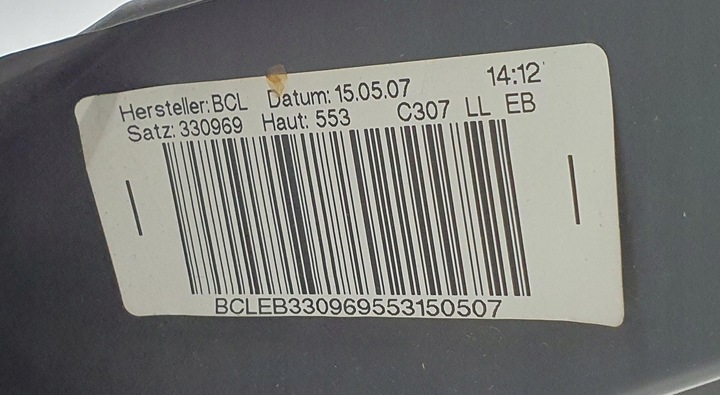 Hersteller: BCL Datum: 15.05.07 14:12
Satz: 330969 Haut: 553 C307 LL EB
BCLEB330969553150507